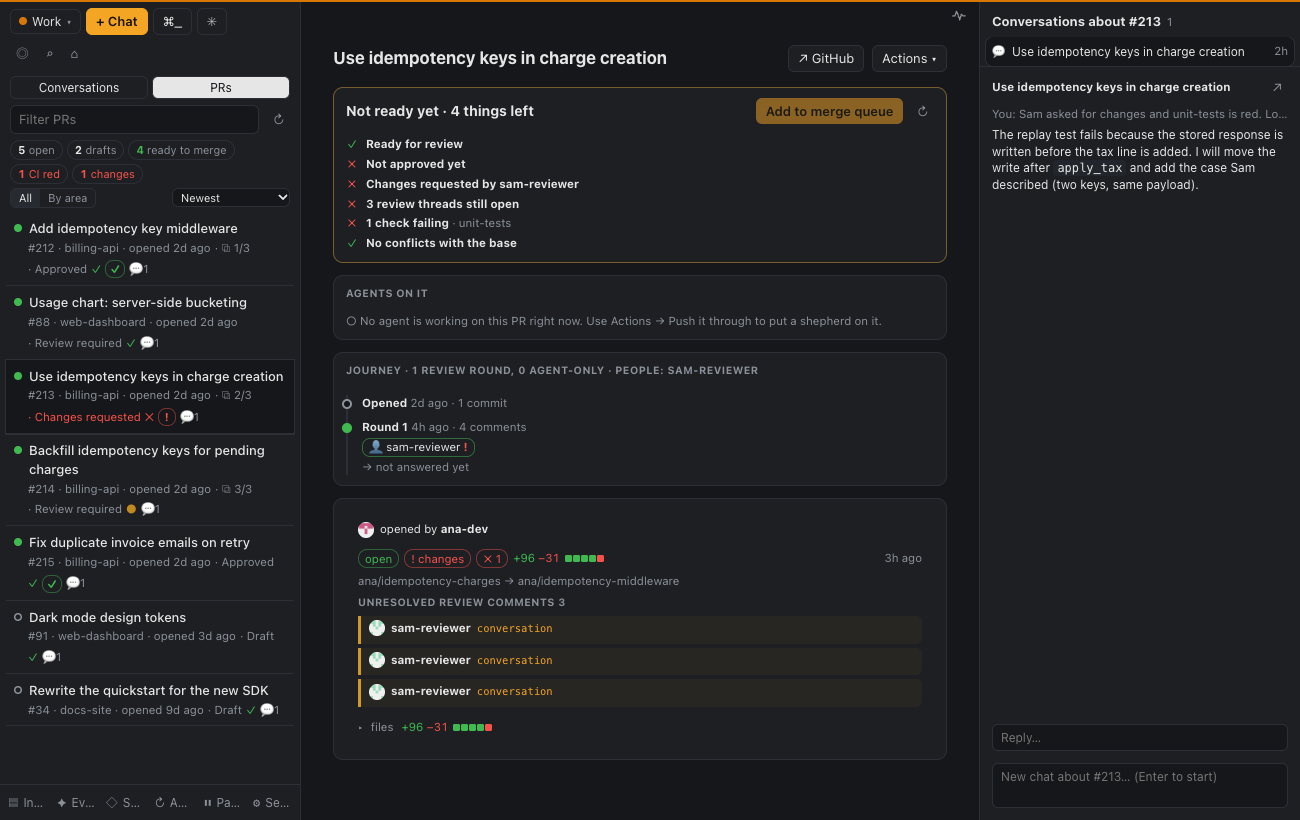 Work
+ Chat
⌘_
Conversations
PRs
Filter PRs
5 open
2 drafts
4 ready to merge
1 CI red
1 changes
All
By area
Newest
Add idempotency key middleware
#212 · billing-api · opened 2d ago · 1/3
· Approved ✓ ✓ 1
Usage chart: server-side bucketing
#88 · web-dashboard · opened 2d ago
· Review required ✓ 1
Use idempotency keys in charge creation
#213 · billing-api · opened 2d ago · 2/3
· Changes requested ✕ ! 1
Backfill idempotency keys for pending
charges
#214 · billing-api · opened 2d ago · 3/3
· Review required 1
Fix duplicate invoice emails on retry
#215 · billing-api · opened 2d ago · Approved
✓ ✓ 1
Dark mode design tokens
#91 · web-dashboard · opened 3d ago · Draft
✓ 1
Rewrite the quickstart for the new SDK
#34 · docs-site · opened 9d ago · Draft ✓ 1
In...
Ev...
S...
A...
Pa...
Se...
Use idempotency keys in charge creation
↗ GitHub
Actions
Not ready yet · 4 things left
Add to merge queue
✓ Ready for review
✕ Not approved yet
✕ Changes requested by sam-reviewer
✕ 3 review threads still open
✕ 1 check failing · unit-tests
✓ No conflicts with the base
AGENTS ON IT
No agent is working on this PR right now. Use Actions → Push it through to put a shepherd on it.
JOURNEY · 1 REVIEW ROUND, 0 AGENT-ONLY · PEOPLE: SAM-REVIEWER
Opened 2d ago · 1 commit
Round 1 4h ago · 4 comments
sam-reviewer !
→ not answered yet
opened by ana-dev
open
! changes
✕ 1
+96 −31
3h ago
ana/idempotency-charges → ana/idempotency-middleware
UNRESOLVED REVIEW COMMENTS 3
sam-reviewer conversation
sam-reviewer conversation
sam-reviewer conversation
files +96 −31
Conversations about #213 1
Use idempotency keys in charge creation 2h
Use idempotency keys in charge creation ↗
You: Sam asked for changes and unit-tests is red. Lo...
The replay test fails because the stored response is
written before the tax line is added. I will move the
write after apply_tax and add the case Sam
described (two keys, same payload).
Reply...
New chat about #213... (Enter to start)